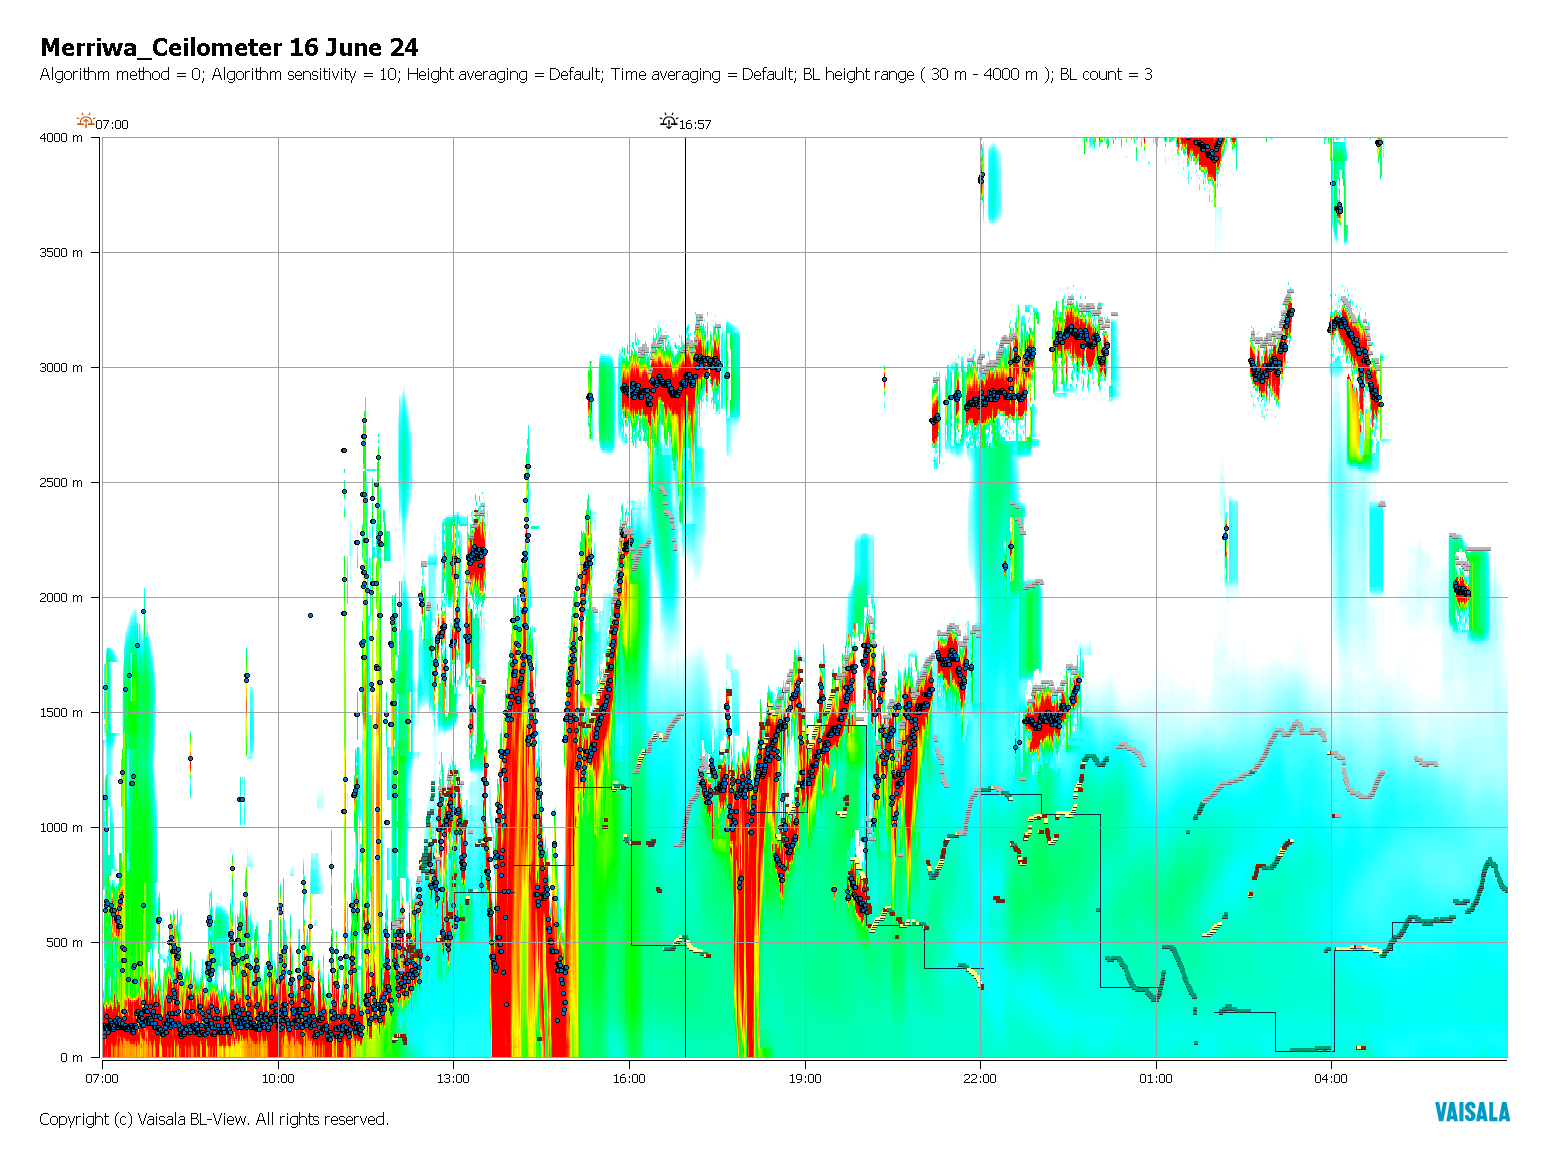 Merriwa_Ceilometer 16 June 24
Algorithm method = 0; Algorithm sensitivity = 10; Height averaging = Default; Time averaging = Default; BL height range ( 30 m - 4000 m ); BL count = 3
07:00 16:57
4000 m
3500 m
3000 m
2500 m
2000 m
1500 m
1000 m
500 m
0 m
07:00 10:00 13:00 16:00 19:00 22:00 01:00 04:00
Copyright (c) Vaisala BL-View. All rights reserved.
VAISALA